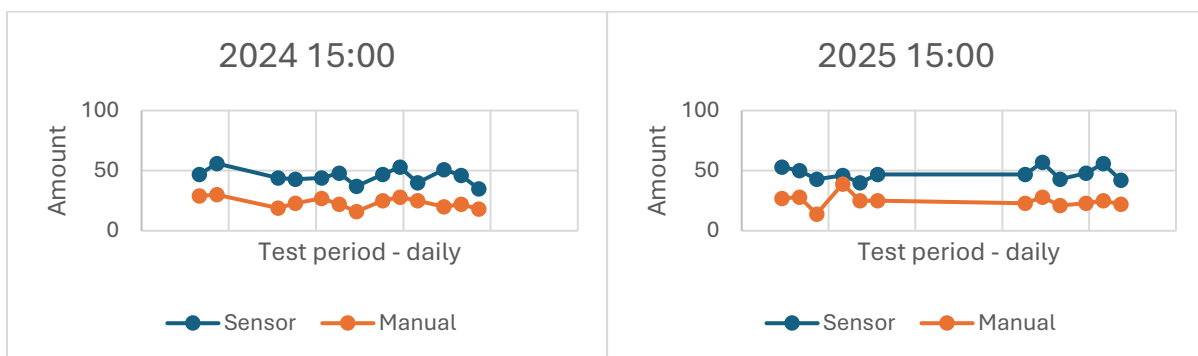 2024 15:00
100
50
0
Amount
Test period - daily
Sensor
Manual
2025 15:00
100
50
0
Amount
Test period - daily
Sensor
Manual